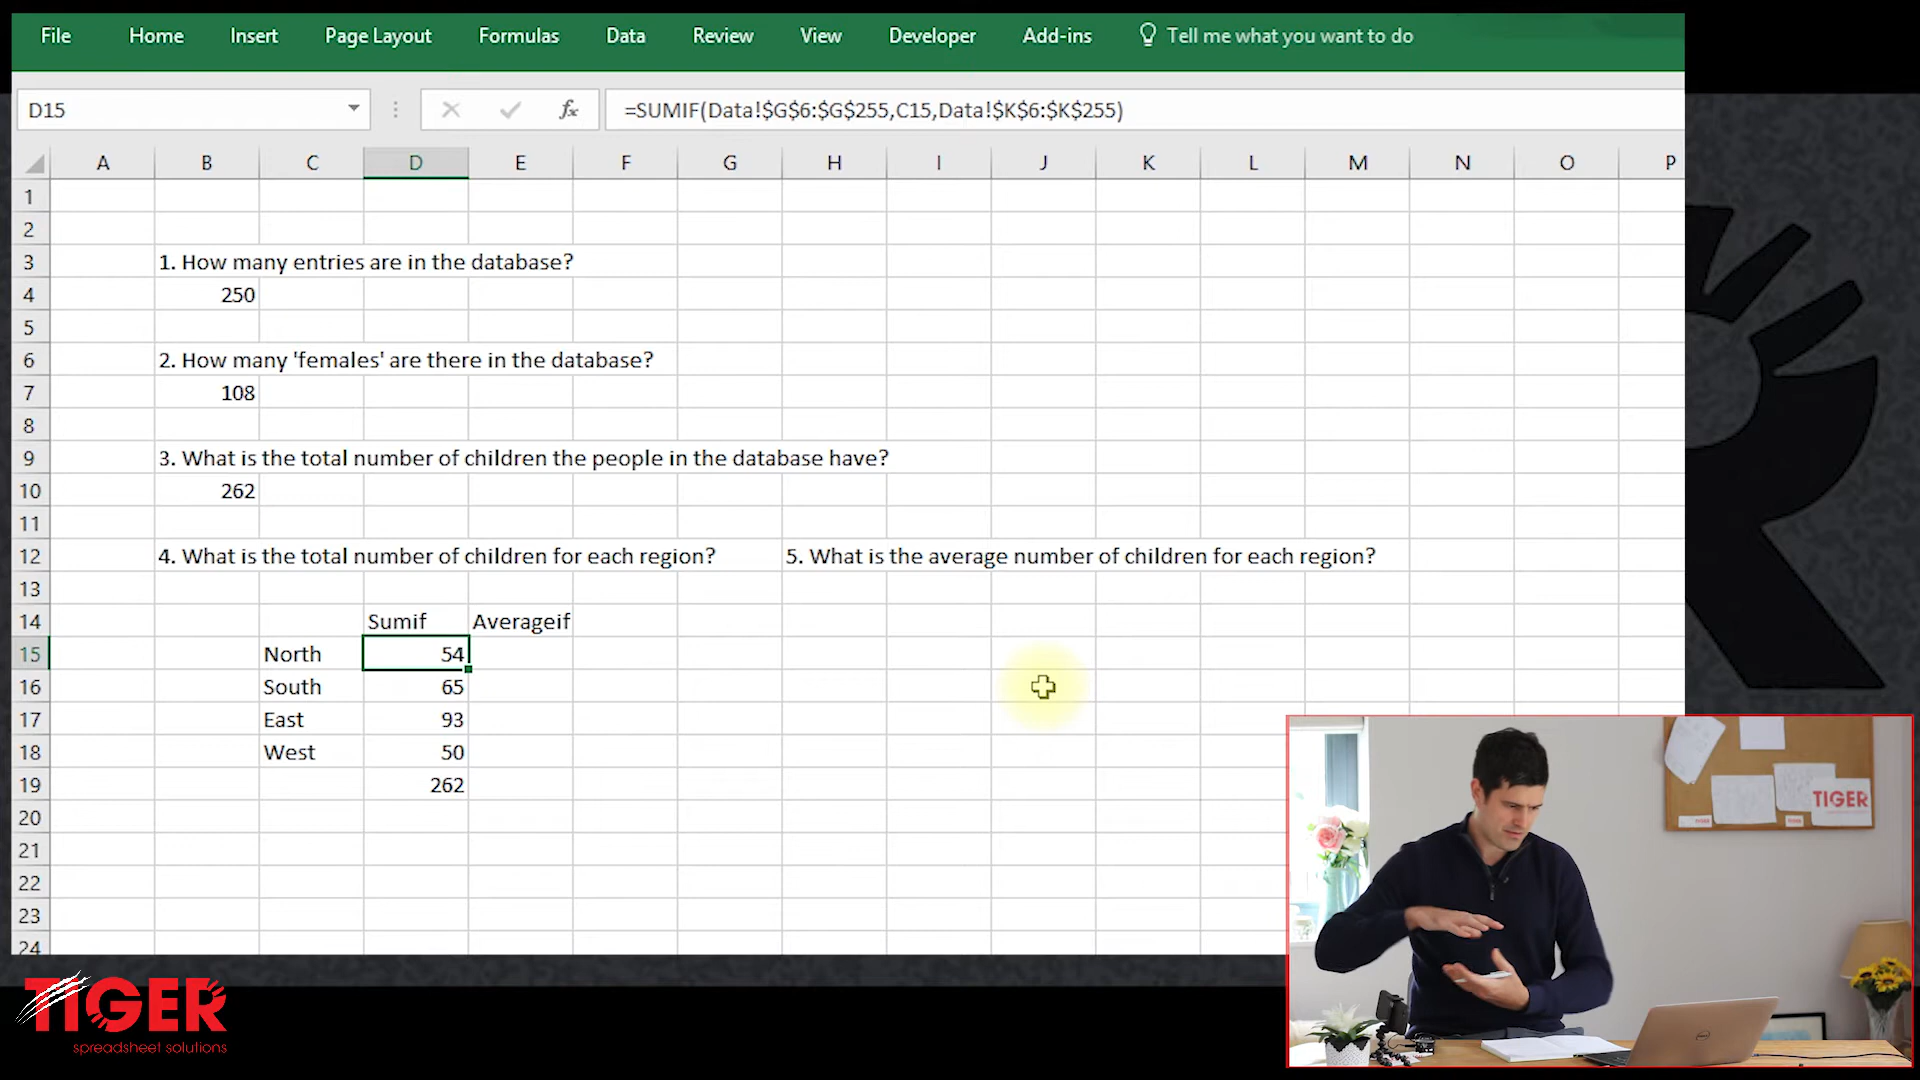 File Home Insert Page Layout Formulas Data Review View Developer Add-ins Tell me what you want to do
D15 fx =SUMIF(Data!$G$6:$G$255,C15,Data!$K$6:$K$255)
A B C D E F G H I J K L M N O P
1
2
3 1. How many entries are in the database?
4 250
5
6 2. How many 'females' are there in the database?
7 108
8
9 3. What is the total number of children the people in the database have?
10 262
11
12 4. What is the total number of children for each region? 5. What is the average number of children for each region?
13
14 Sumif Averageif
15 North 54
16 South 65
17 East 93
18 West 50
19 262
20
21
22
23
24
TIGER
TIGER
spreadsheet solutions
R